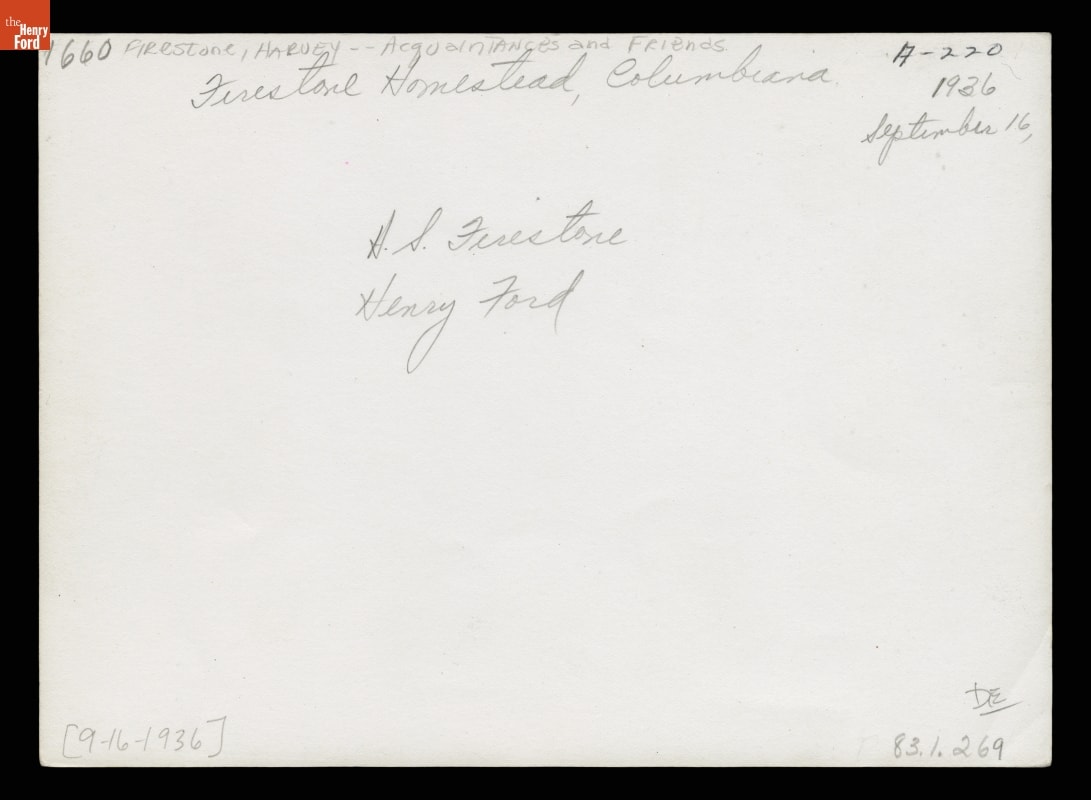 the
Henry
Ford
1660 FIRESTONE, HARVEY -- ACQUAINTANCES and FRIENDS.
A-220
Firestone Homestead, Columbiana.
1936
September 16,
H. S. Firestone
Henry Ford
DE
[9-16-1936]
83.1.269